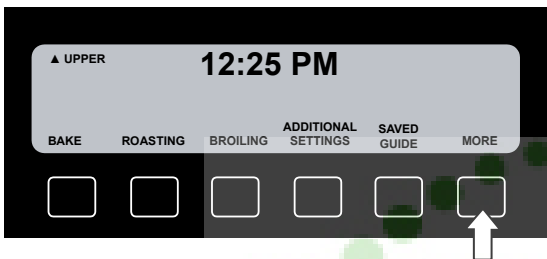 ▲ UPPER
12:25 PM
BAKE
ROASTING
BROILING
ADDITIONAL
SETTINGS
SAVED
GUIDE
MORE